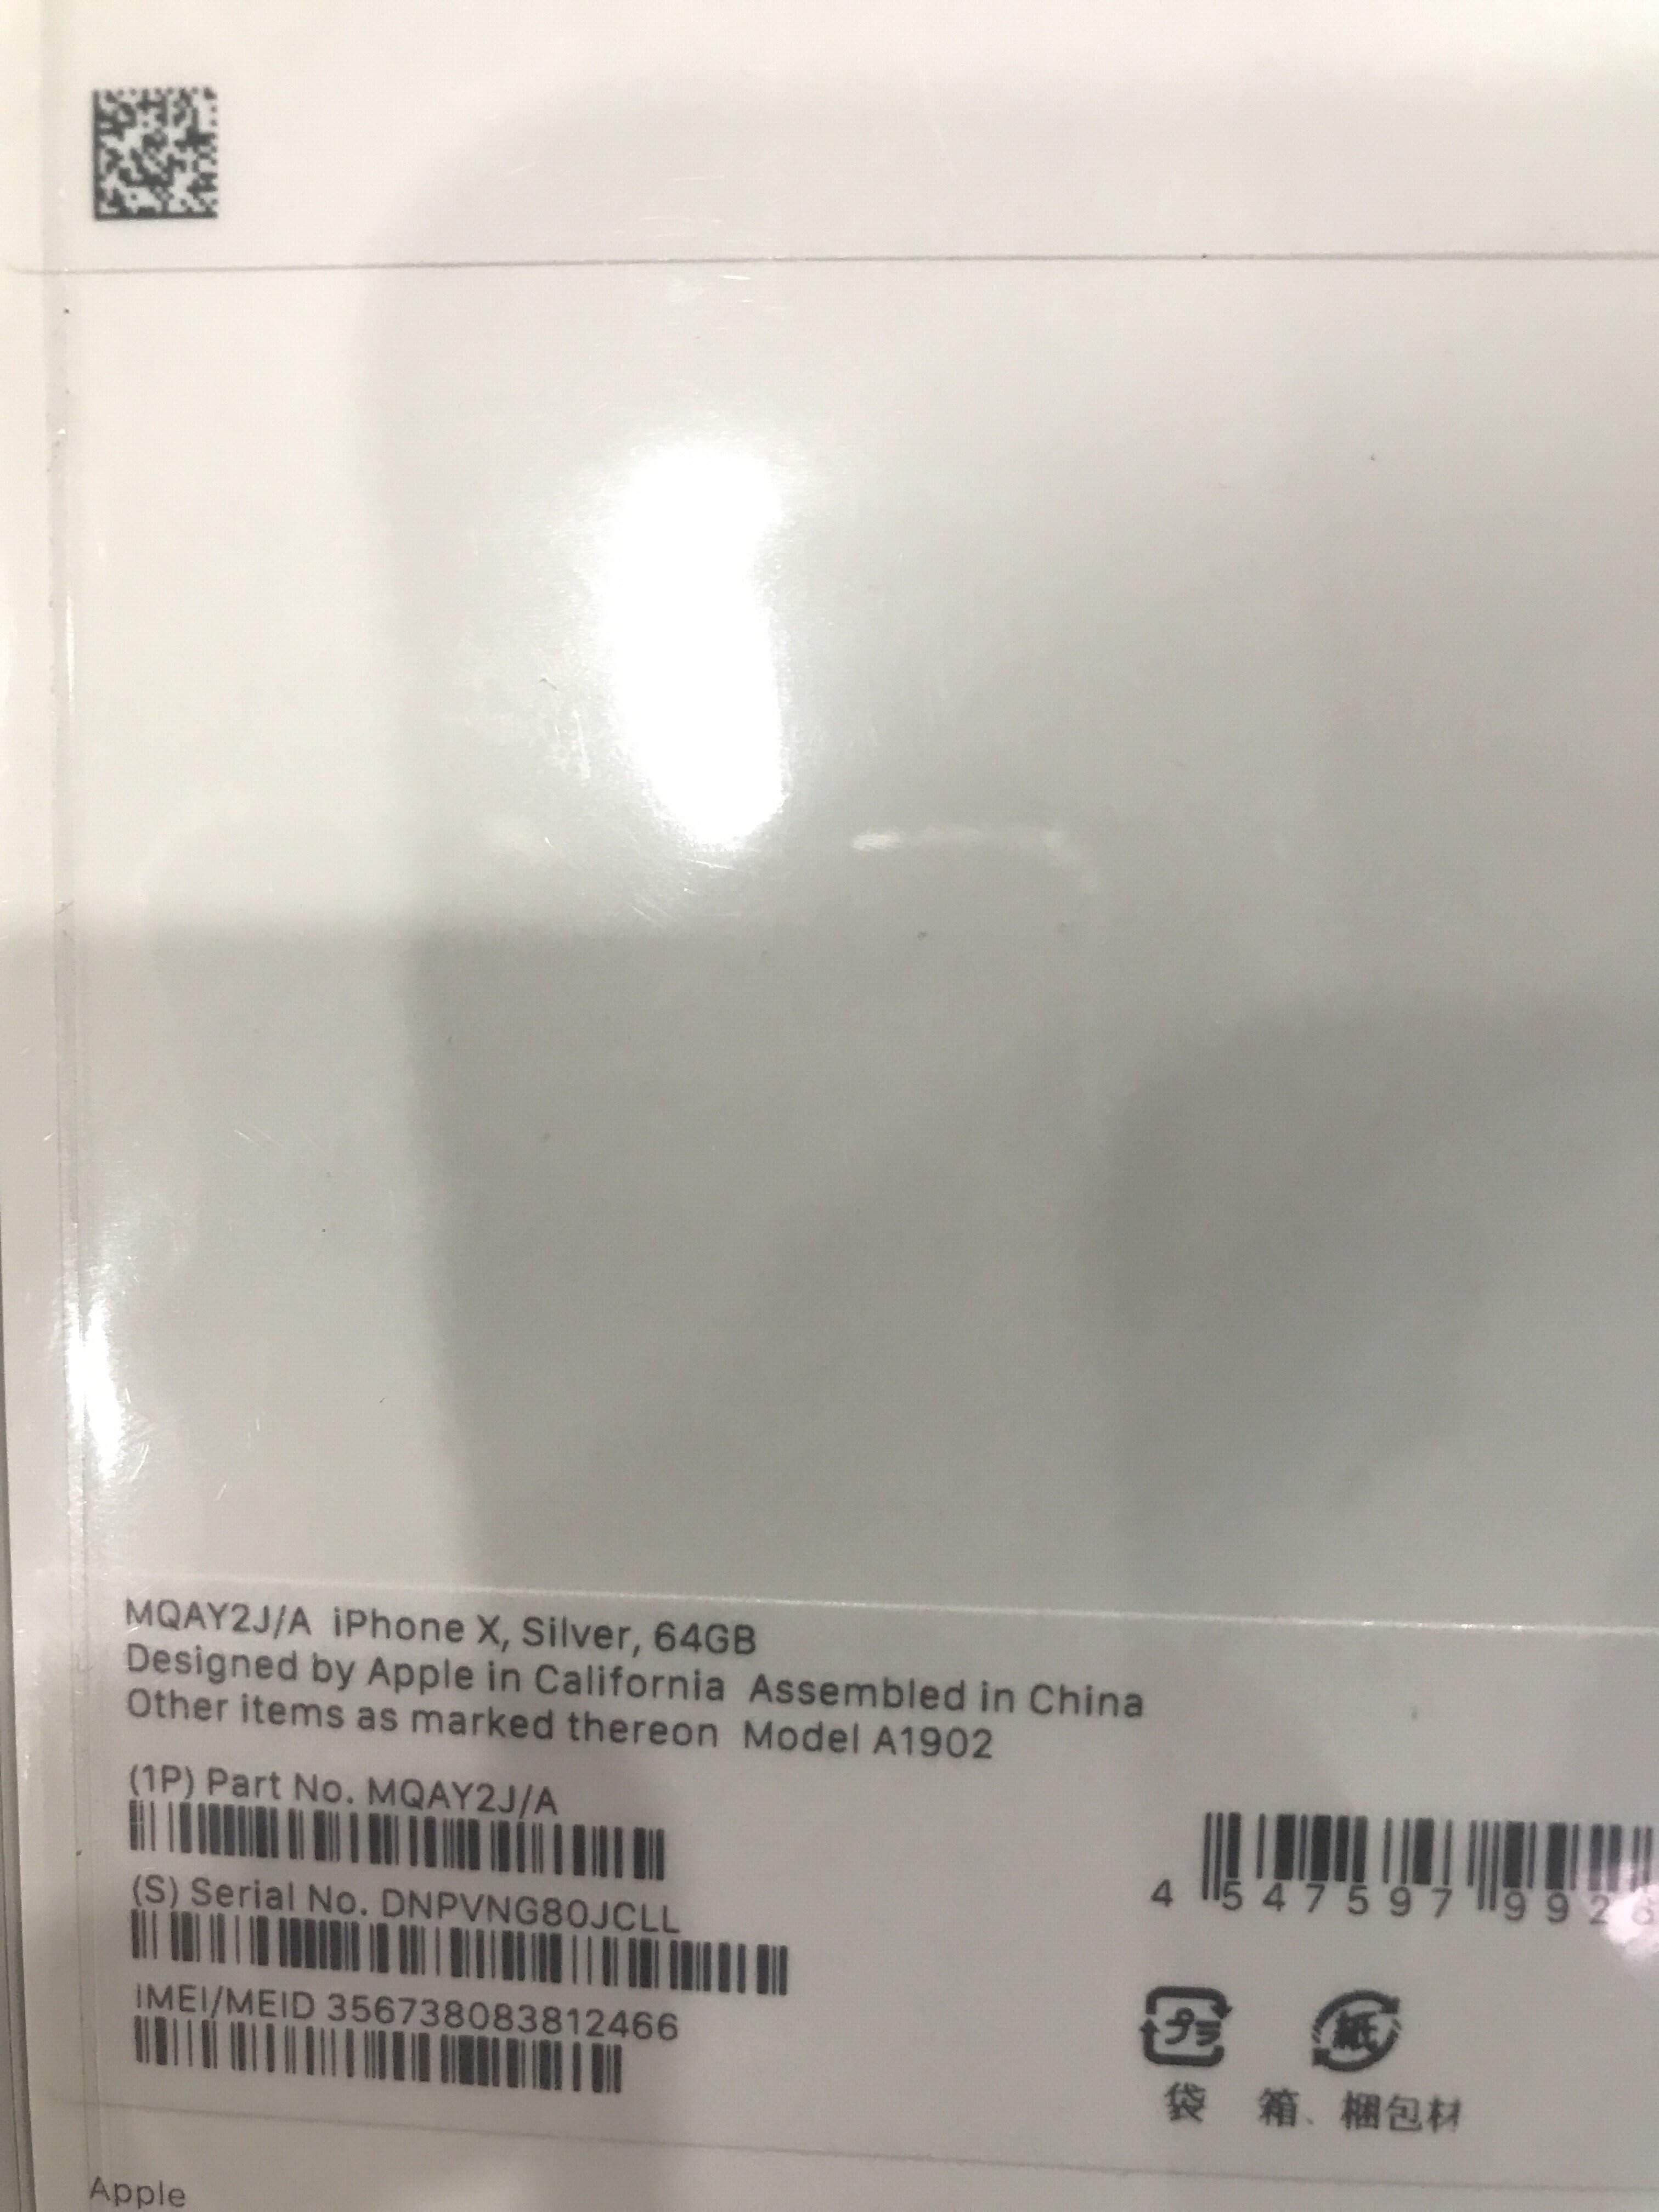 MQAY2J/A iPhone X, Silver, 64GB
Designed by Apple in California Assembled in China
Other items as marked thereon Model A1902
(1P) Part No. MQAY2J/A
(S) Serial No. DNPVNG80JCLL
IMEI/MEID 356738083812466
4 547597 992
プラ 紙
袋 箱、梱包材
Apple